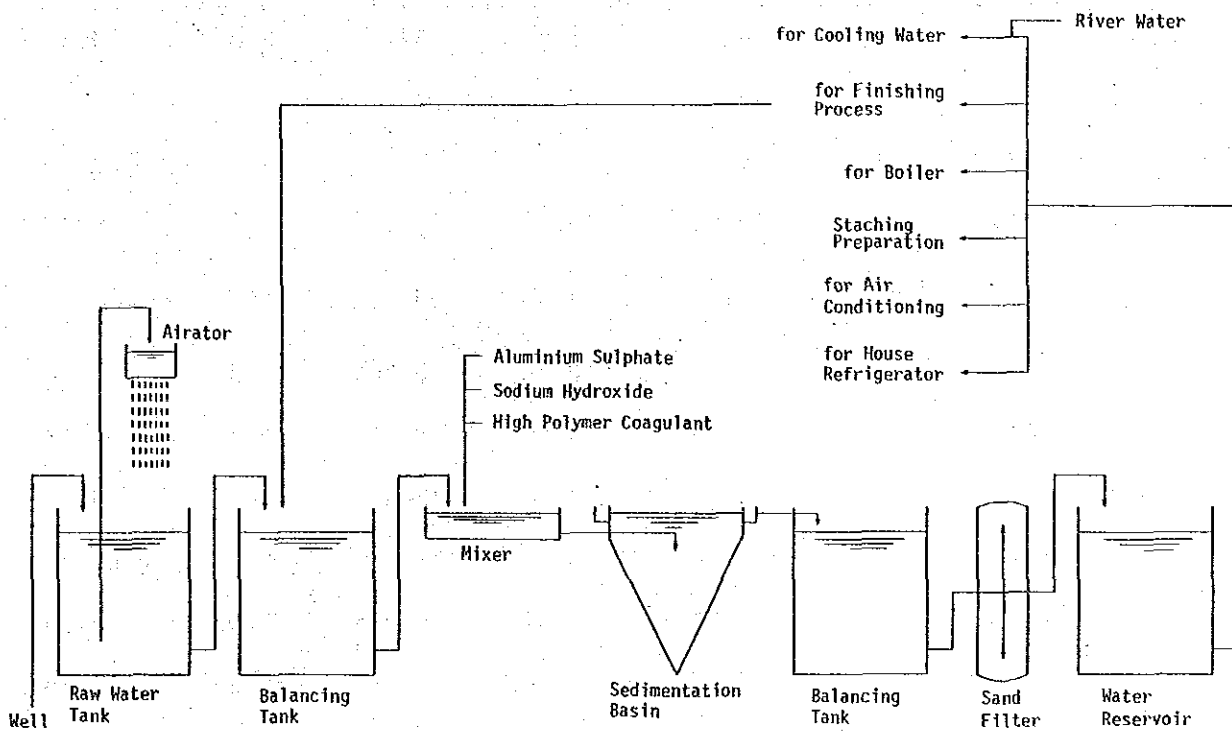 River Water
for Cooling Water
for Finishing
Process
for Boiler
Staching
Preparation
for Air
Conditioning
for House
Refrigerator
Airator
Aluminium Sulphate
Sodium Hydroxide
High Polymer Coagulant
Mixer
Well
Raw Water
Tank
Balancing
Tank
Sedimentation
Basin
Balancing
Tank
Sand
Filter
Water
Reservoir